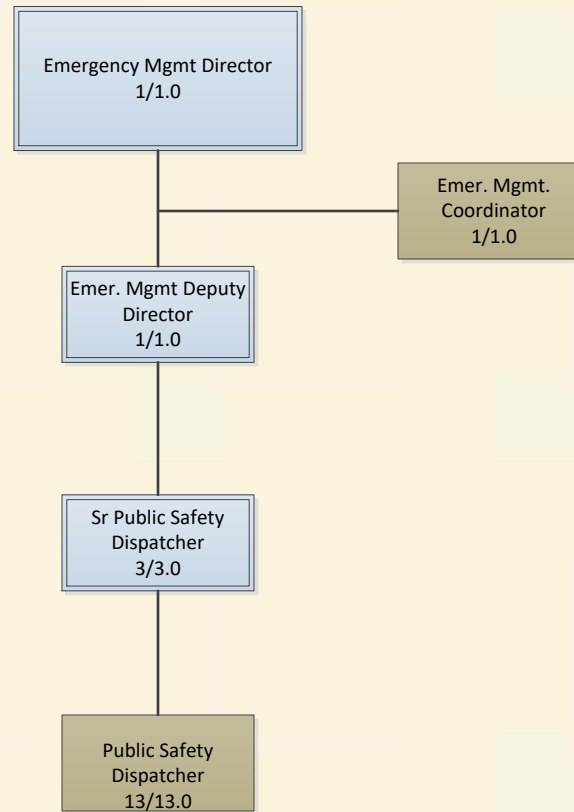 Emergency Mgmt Director
1/1.0
Emer. Mgmt.
Coordinator
1/1.0
Emer. Mgmt Deputy
Director
1/1.0
Sr Public Safety
Dispatcher
3/3.0
Public Safety
Dispatcher
13/13.0